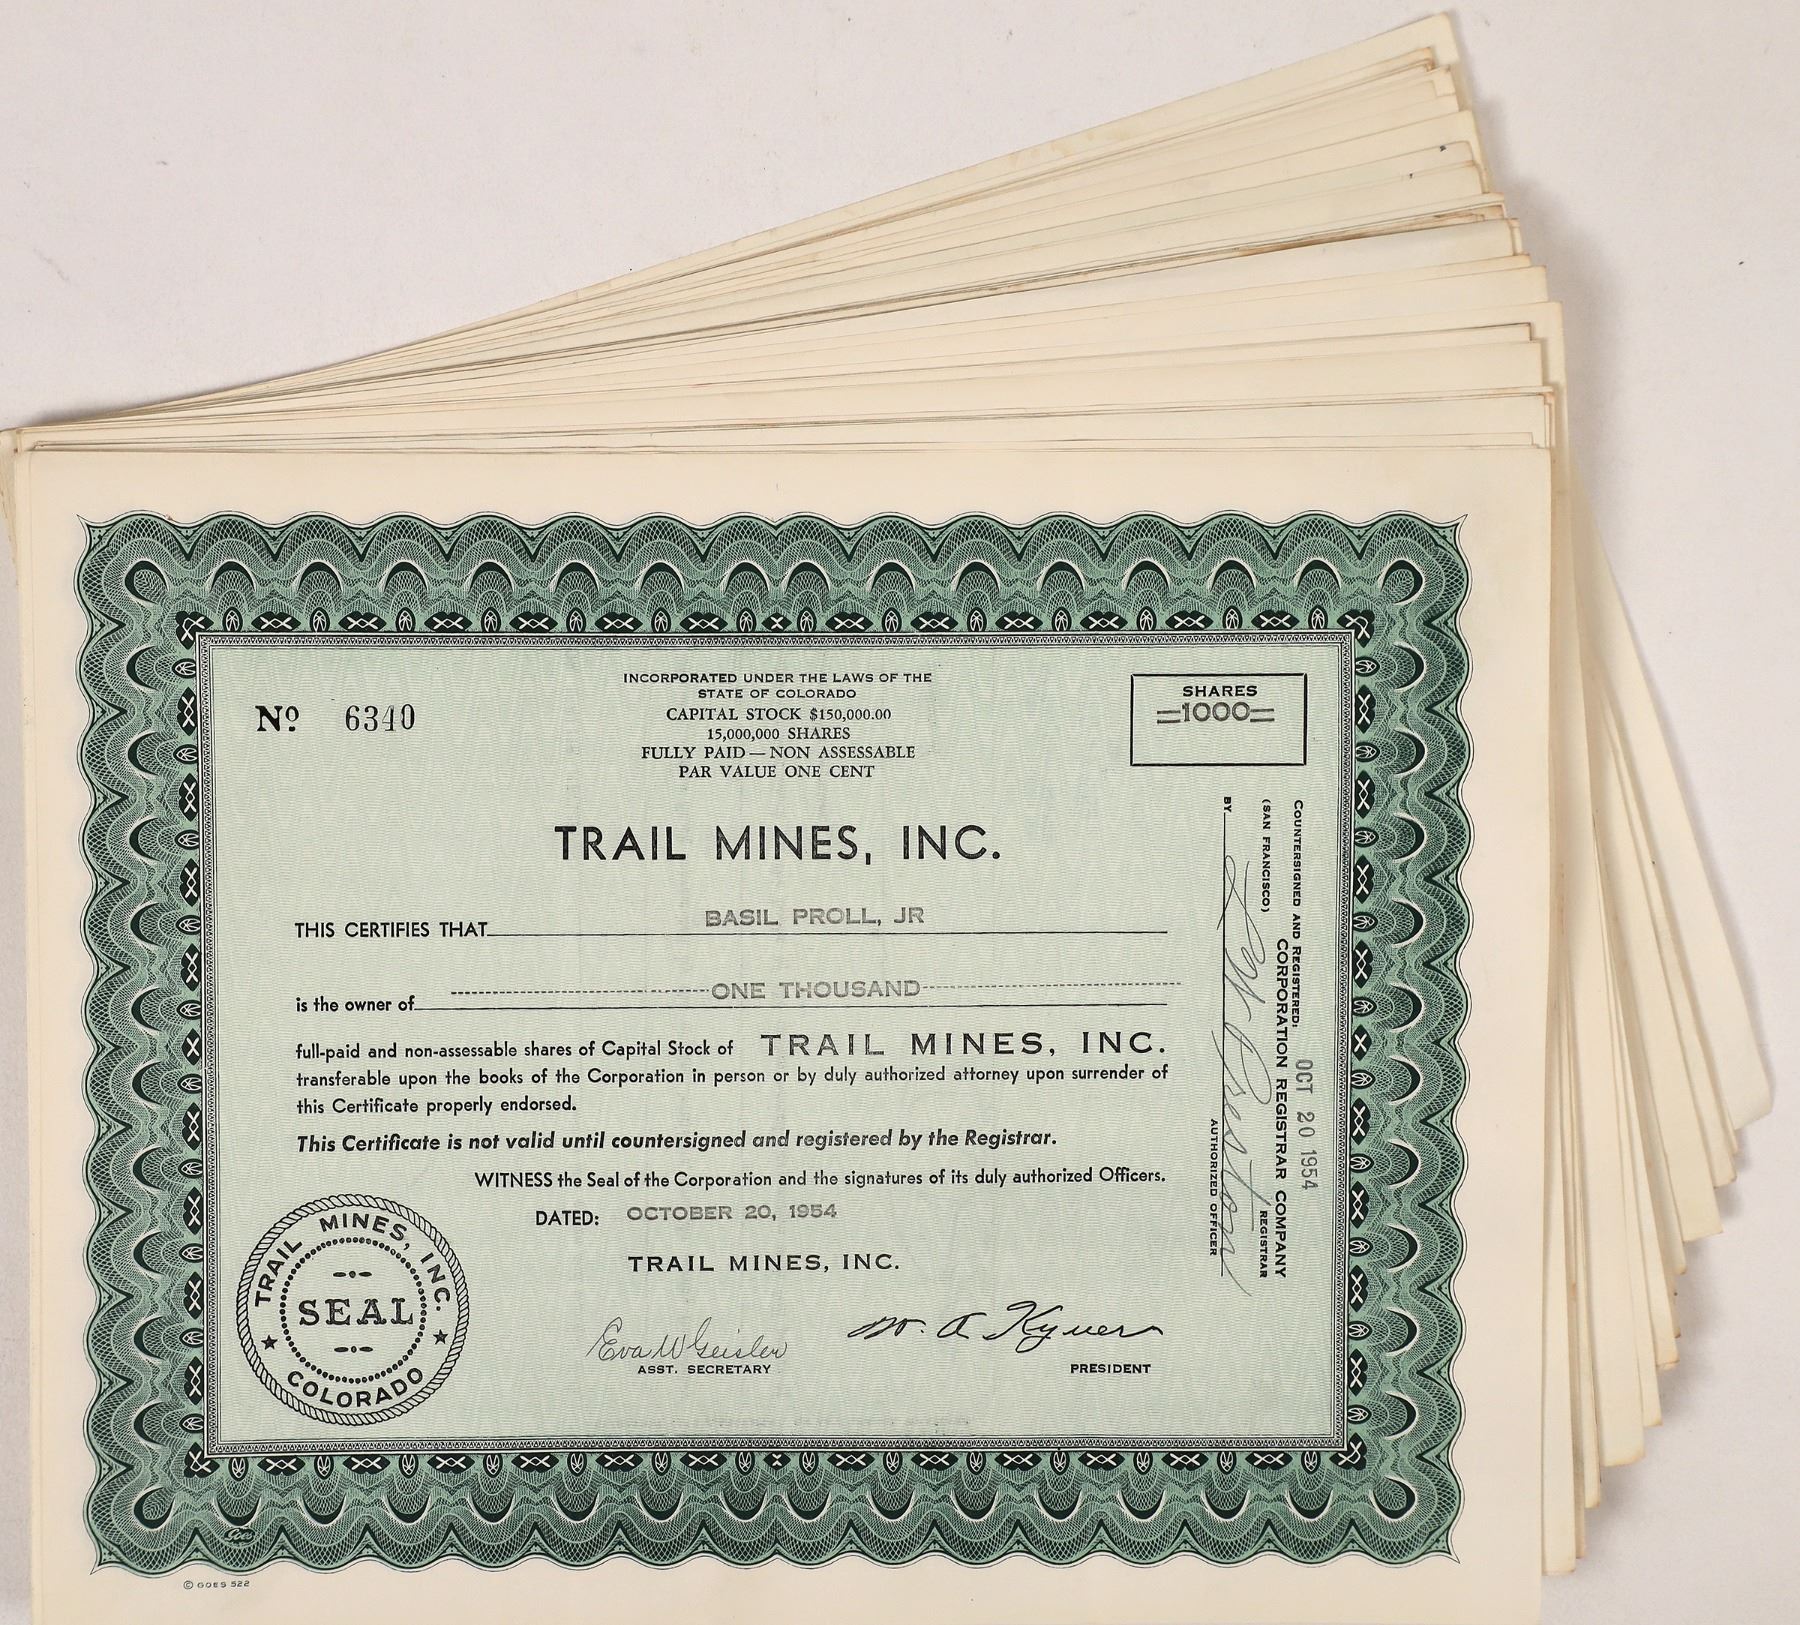 INCORPORATED UNDER THE LAWS OF THE
STATE OF COLORADO
CAPITAL STOCK $150,000.00
15,000,000 SHARES
FULLY PAID — NON ASSESSABLE
PAR VALUE ONE CENT
Nº 6340
SHARES
=1000=
TRAIL MINES, INC.
THIS CERTIFIES THAT BASIL PROLL, JR
is the owner of ONE THOUSAND
full-paid and non-assessable shares of Capital Stock of TRAIL MINES, INC.
transferable upon the books of the Corporation in person or by duly authorized attorney upon surrender of
this Certificate properly endorsed.
This Certificate is not valid until countersigned and registered by the Registrar.
WITNESS the Seal of the Corporation and the signatures of its duly authorized Officers.
DATED: OCTOBER 20, 1954
TRAIL MINES, INC.
Eva W Geisler
ASST. SECRETARY
W. A. Kyner
PRESIDENT
TRAIL MINES, INC.
SEAL
COLORADO
COUNTERSIGNED AND REGISTERED: OCT 20 1954
CORPORATION REGISTRAR COMPANY
(SAN FRANCISCO) REGISTRAR
BY Preston
AUTHORIZED OFFICER
Goes
© GOES 522